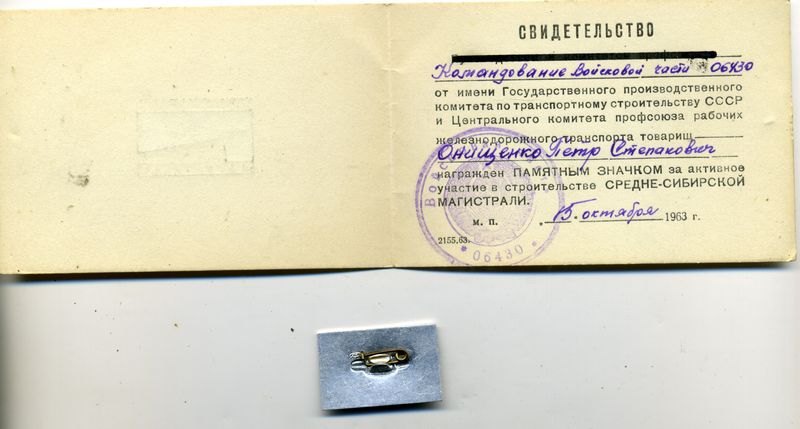 СВИДЕТЕЛЬСТВО
Командование Войсковой части 06430
от имени Государственного производственного
комитета по транспортному строительству СССР
и Центрального комитета профсоюза рабочих
железнодорожного транспорта товарищ
Онищенко Пётр Степанович
награжден ПАМЯТНЫМ ЗНАЧКОМ за активное
участие в строительстве СРЕДНЕ-СИБИРСКОЙ
МАГИСТРАЛИ.
15. октября 1963 г.
м. п.
2155.63.
06430